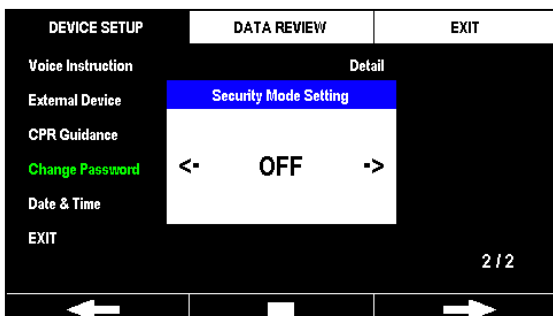 DEVICE SETUP DATA REVIEW EXIT
Voice Instruction Detail
External Device
Security Mode Setting
CPR Guidance
Change Password
<- OFF ->
Date & Time
EXIT
2 / 2